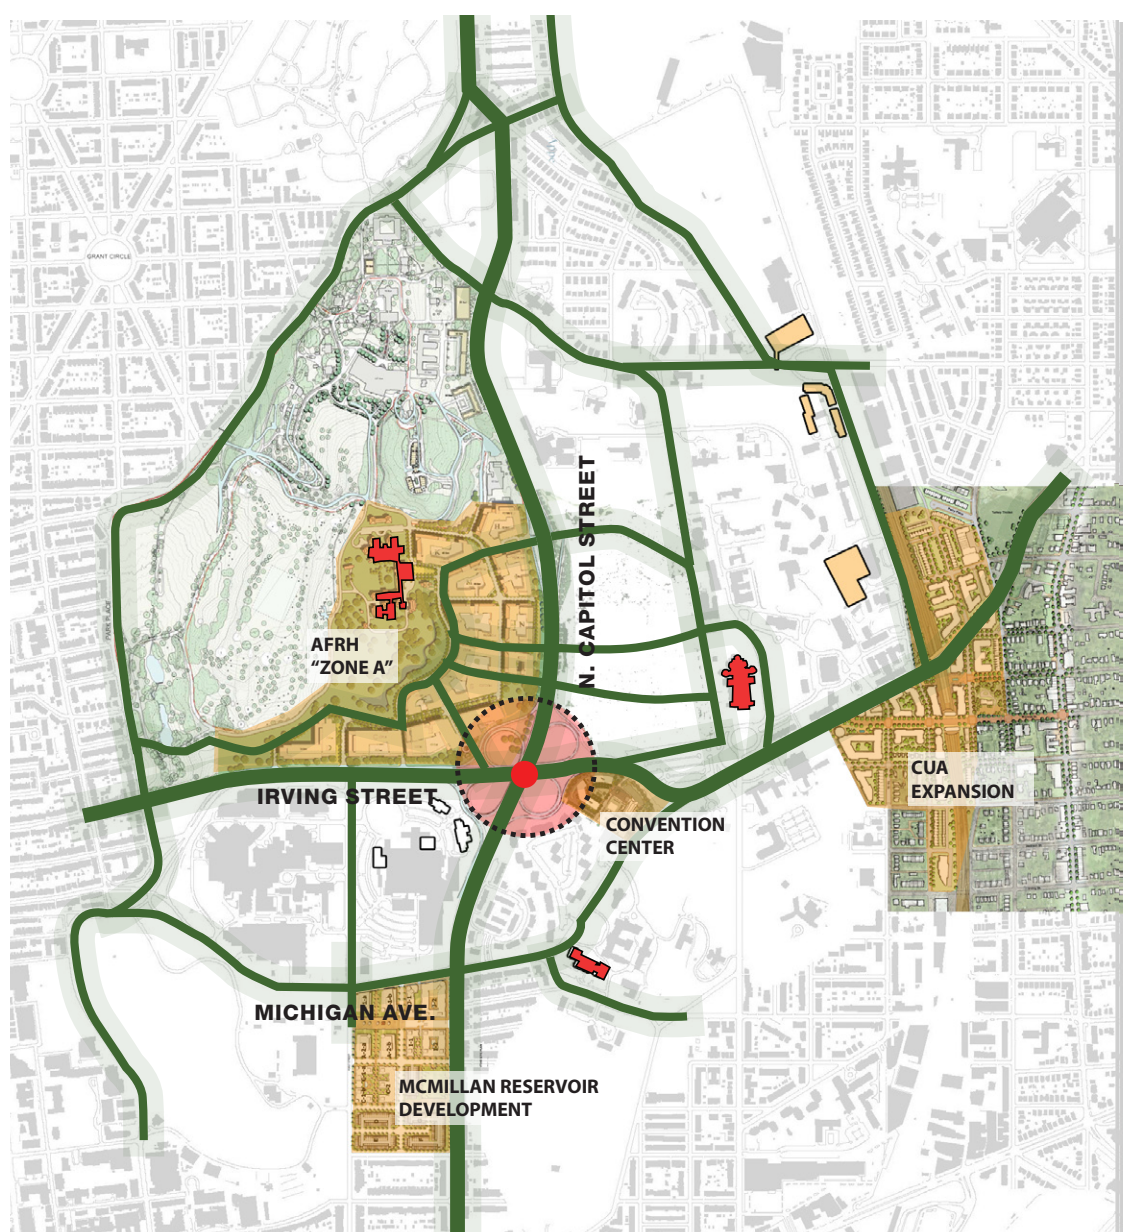 GRANT CIRCLE
N. CAPITOL STREET
PARK PLACE
AFRH
"ZONE A"
IRVING STREET
CONVENTION
CENTER
CUA
EXPANSION
MICHIGAN AVE.
MCMILLAN RESERVOIR
DEVELOPMENT